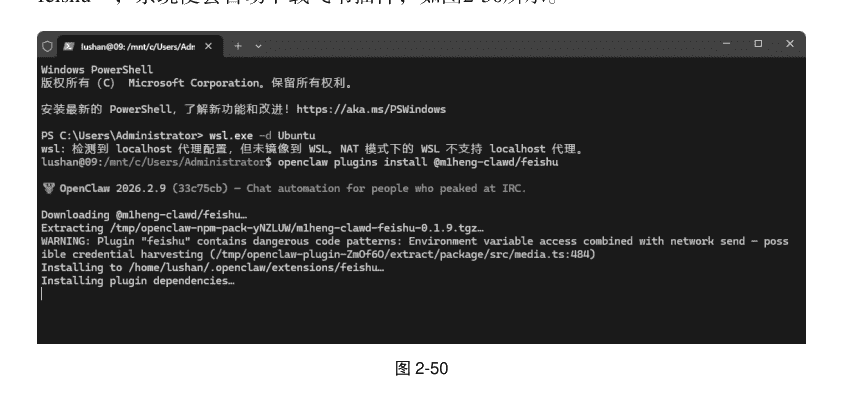 feishu”，系统便会自动下载飞书插件，如图2-50所示。
lushan@09: /mnt/c/Users/Adr
Windows PowerShell
版权所有 (C) Microsoft Corporation。保留所有权利。
安装最新的 PowerShell，了解新功能和改进！https://aka.ms/PSWindows
PS C:\Users\Administrator> wsl.exe -d Ubuntu
wsl: 检测到 localhost 代理配置，但未镜像到 WSL。NAT 模式下的 WSL 不支持 localhost 代理。
lushan@09:/mnt/c/Users/Administrator$ openclaw plugins install @m1heng-clawd/feishu
OpenClaw 2026.2.9 (33c75cb) — Chat automation for people who peaked at IRC.
Downloading @m1heng-clawd/feishu…
Extracting /tmp/openclaw-npm-pack-yNZLUW/m1heng-clawd-feishu-0.1.9.tgz…
WARNING: Plugin "feishu" contains dangerous code patterns: Environment variable access combined with network send — poss
ible credential harvesting (/tmp/openclaw-plugin-ZmOf6O/extract/package/src/media.ts:484)
Installing to /home/lushan/.openclaw/extensions/feishu…
Installing plugin dependencies…
图 2-50